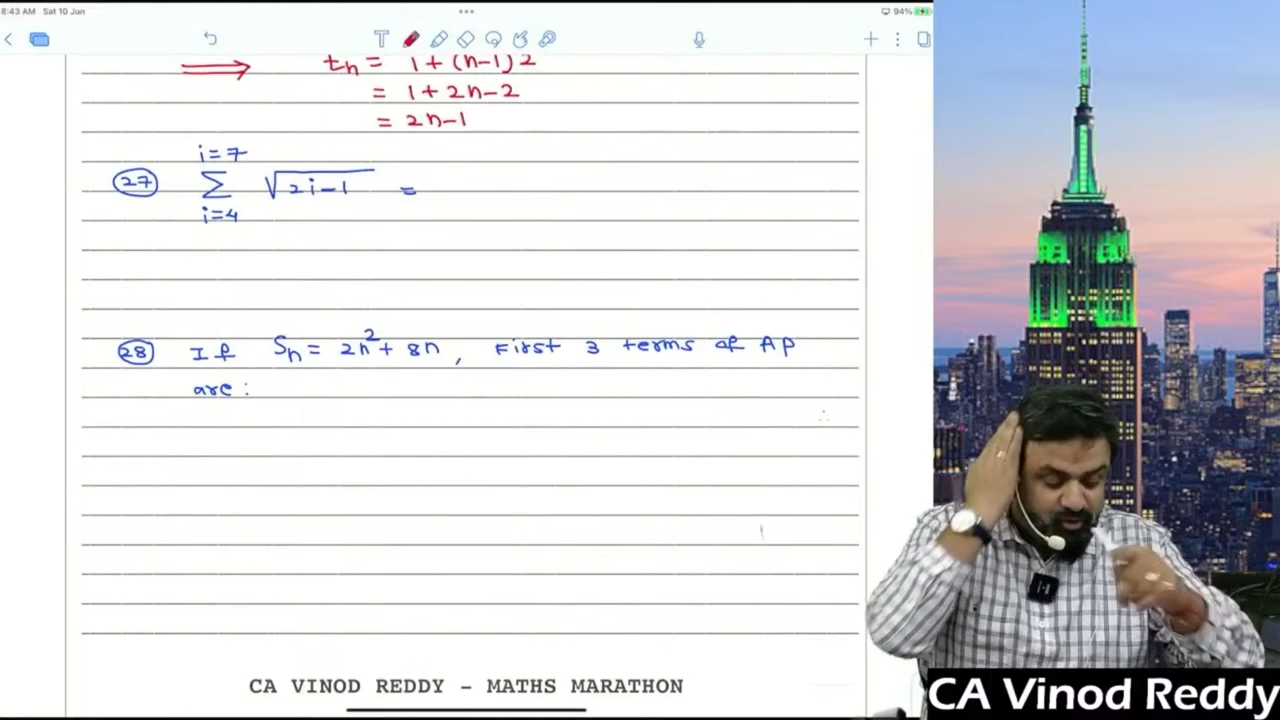 8:43 AM Sat 10 Jun
94%
tn = 1 + (n-1) 2
= 1 + 2n-2
= 2n-1
i=7
27 ∑ √2i-1 =
i=4
28 If Sn = 2n² + 8n , First 3 terms of AP
are :
CA VINOD REDDY - MATHS MARATHON
CA Vinod Reddy